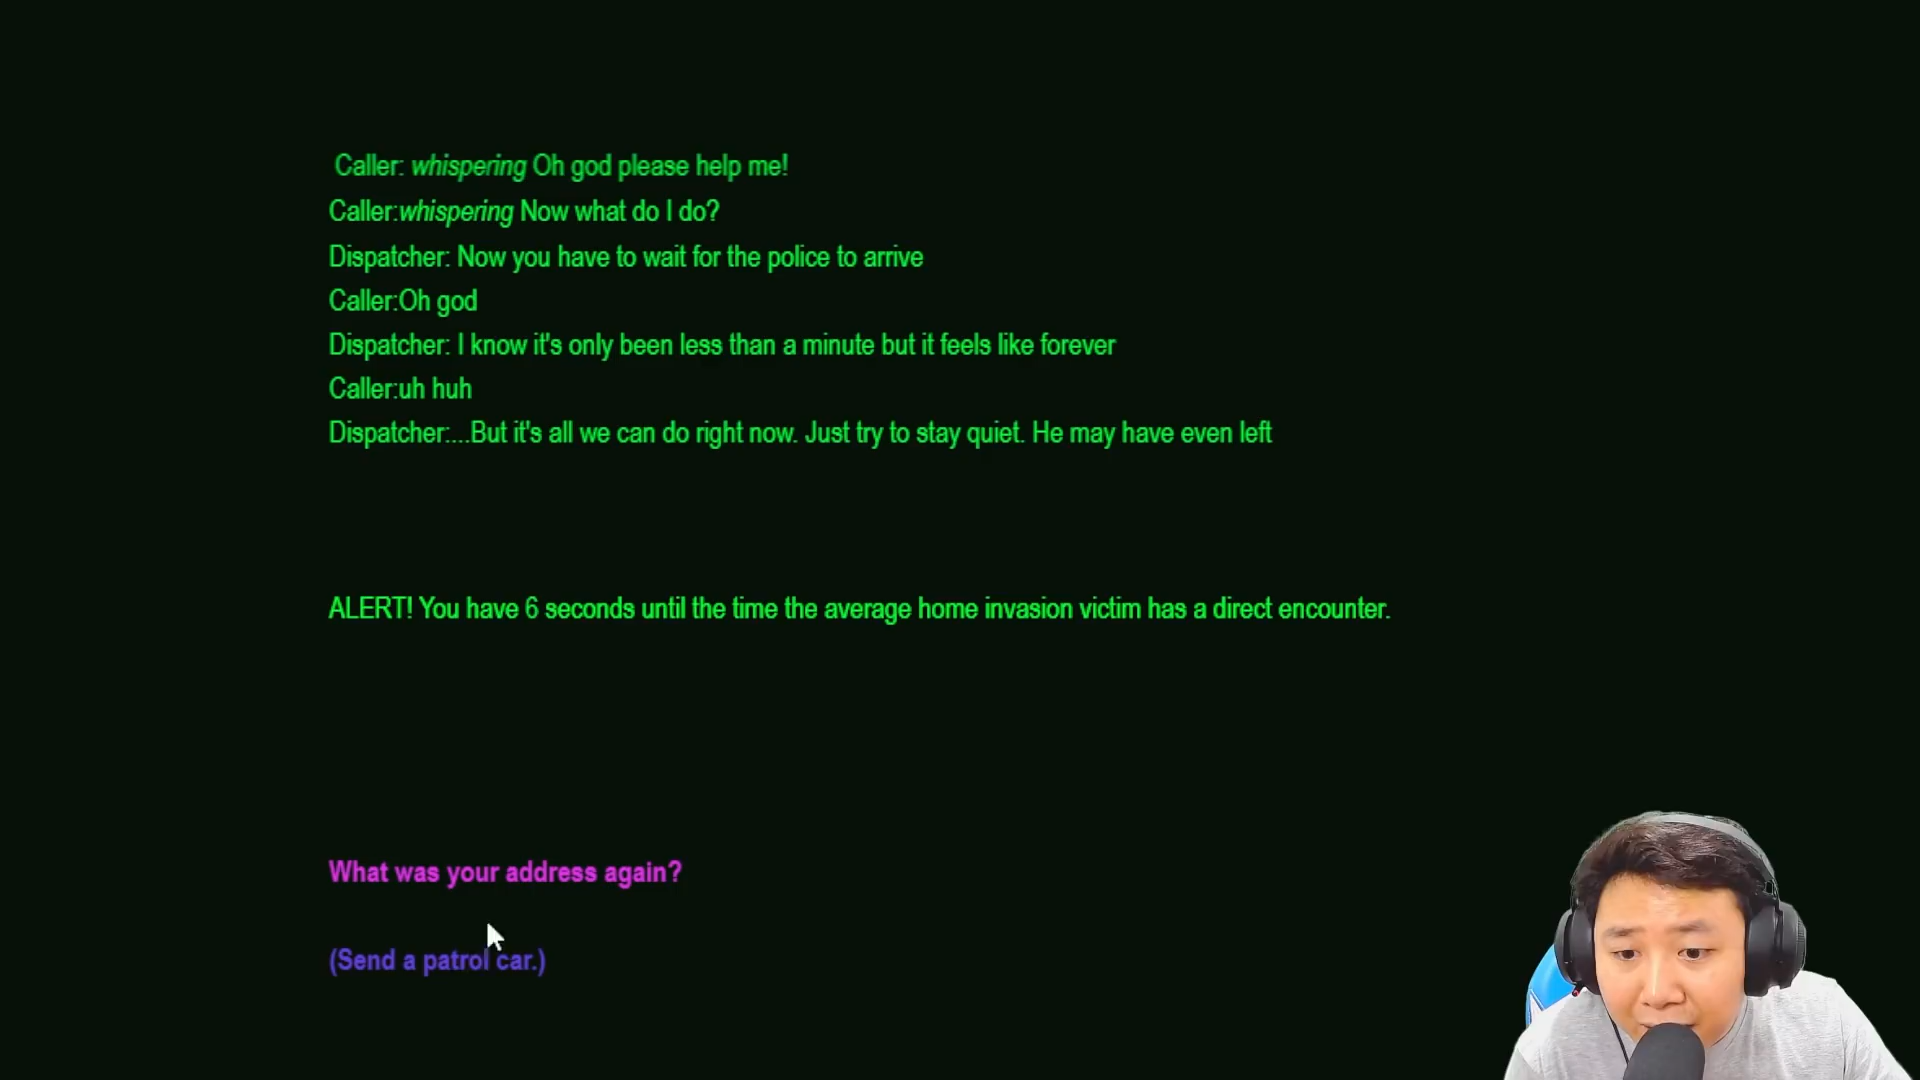 Caller: whispering Oh god please help me!
Caller:whispering Now what do I do?
Dispatcher: Now you have to wait for the police to arrive
Caller:Oh god
Dispatcher: I know it's only been less than a minute but it feels like forever
Caller:uh huh
Dispatcher:...But it's all we can do right now. Just try to stay quiet. He may have even left
ALERT! You have 6 seconds until the time the average home invasion victim has a direct encounter.
What was your address again?
(Send a patrol car.)